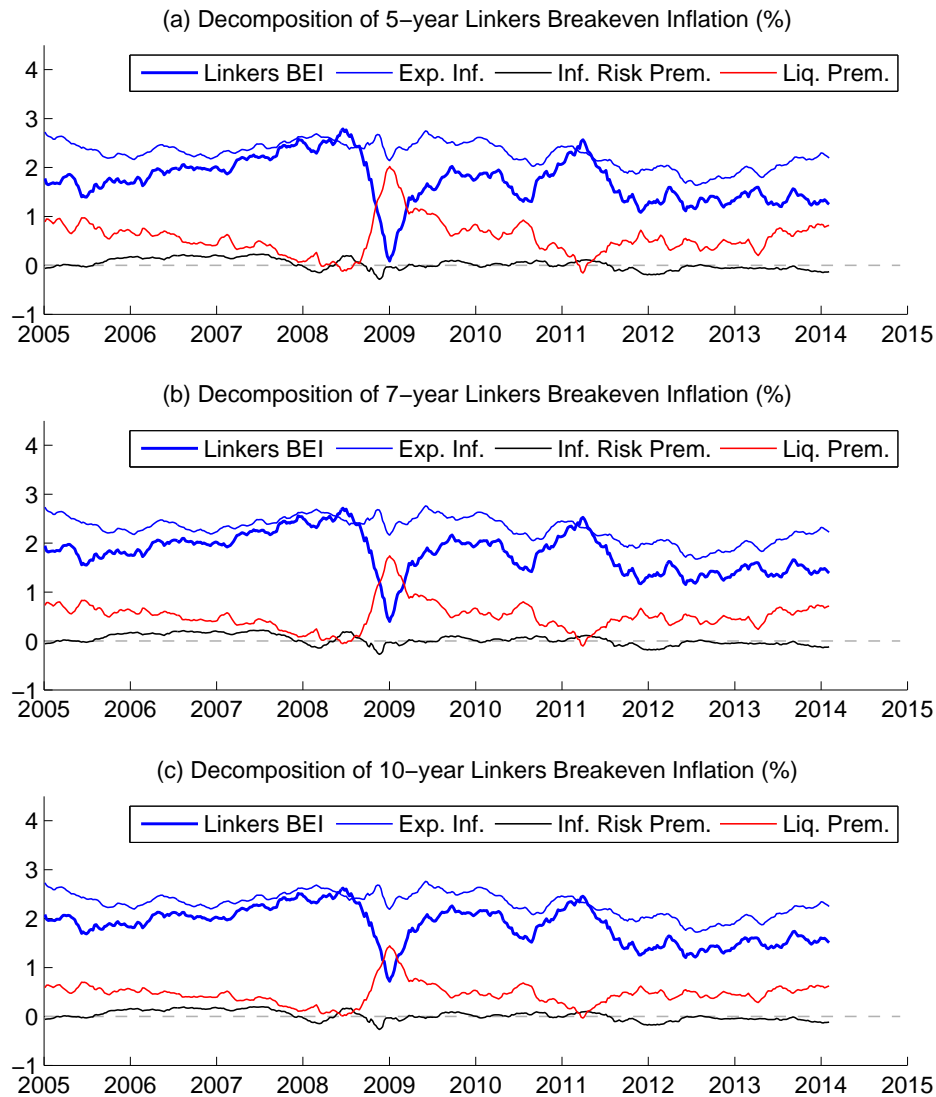 (a) Decomposition of 5−year Linkers Breakeven Inflation (%)
Linkers BEI Exp. Inf. Inf. Risk Prem. Liq. Prem.
4
3
2
1
0
−1
2005 2006 2007 2008 2009 2010 2011 2012 2013 2014 2015
(b) Decomposition of 7−year Linkers Breakeven Inflation (%)
Linkers BEI Exp. Inf. Inf. Risk Prem. Liq. Prem.
4
3
2
1
0
−1
2005 2006 2007 2008 2009 2010 2011 2012 2013 2014 2015
(c) Decomposition of 10−year Linkers Breakeven Inflation (%)
Linkers BEI Exp. Inf. Inf. Risk Prem. Liq. Prem.
4
3
2
1
0
−1
2005 2006 2007 2008 2009 2010 2011 2012 2013 2014 2015